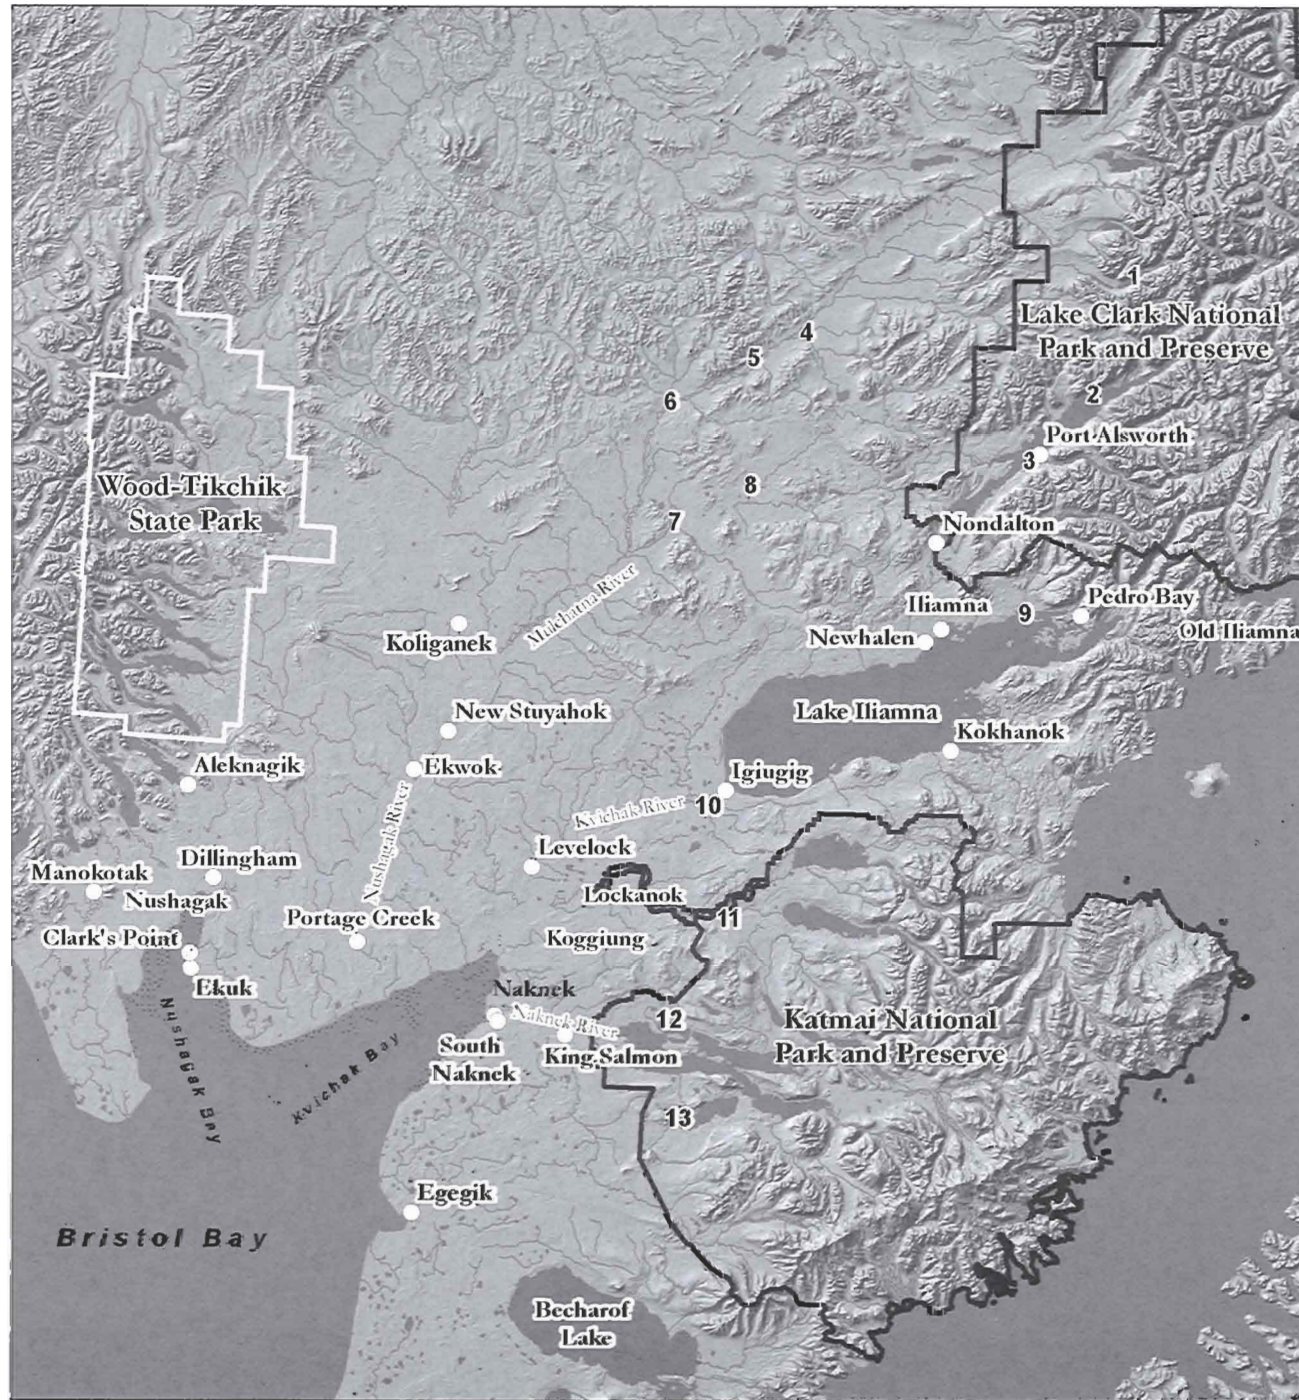 1
Lake Clark National
Park and Preserve
4
5
2
6
Port Alsworth
3
Wood-Tikchik
State Park
8
7
Nondalton
Mulchatna River
Iliamna
9
Pedro Bay
Koliganek
Newhalen
Old Iliamna
New Stuyahok
Lake Iliamna
Kokhanok
Aleknagik
Ekwok
Igiugig
10
Nushagak River
Kvichak River
Levelock
Dillingham
Manokotak
Nushagak
Lockanok
Portage Creek
11
Clark's Point
Koggiung
Ekuk
Naknek
Nushagak Bay
Naknek River
12
Katmai National
Park and Preserve
Kvichak Bay
South
Naknek
King Salmon
13
Egegik
Bristol Bay
Becharof
Lake